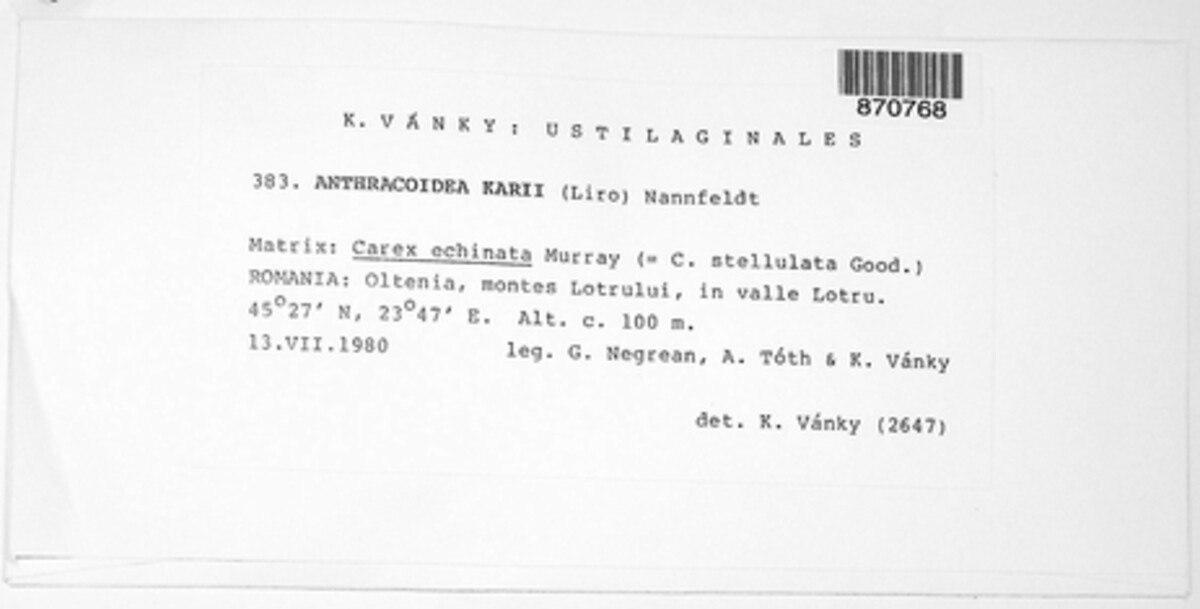 870768
K. VÁNKY: USTILAGINALES
383. ANTHRACOIDEA KARII (Liro) Nannfeldt
Matrix: Carex echinata Murray (= C. stellulata Good.)
ROMANIA: Oltenia, montes Lotrului, in valle Lotru.
45°27′ N, 23°47′ E. Alt. c. 100 m.
13.VII.1980 leg. G. Negrean, A. Tóth & K. Vánky
det. K. Vánky (2647)